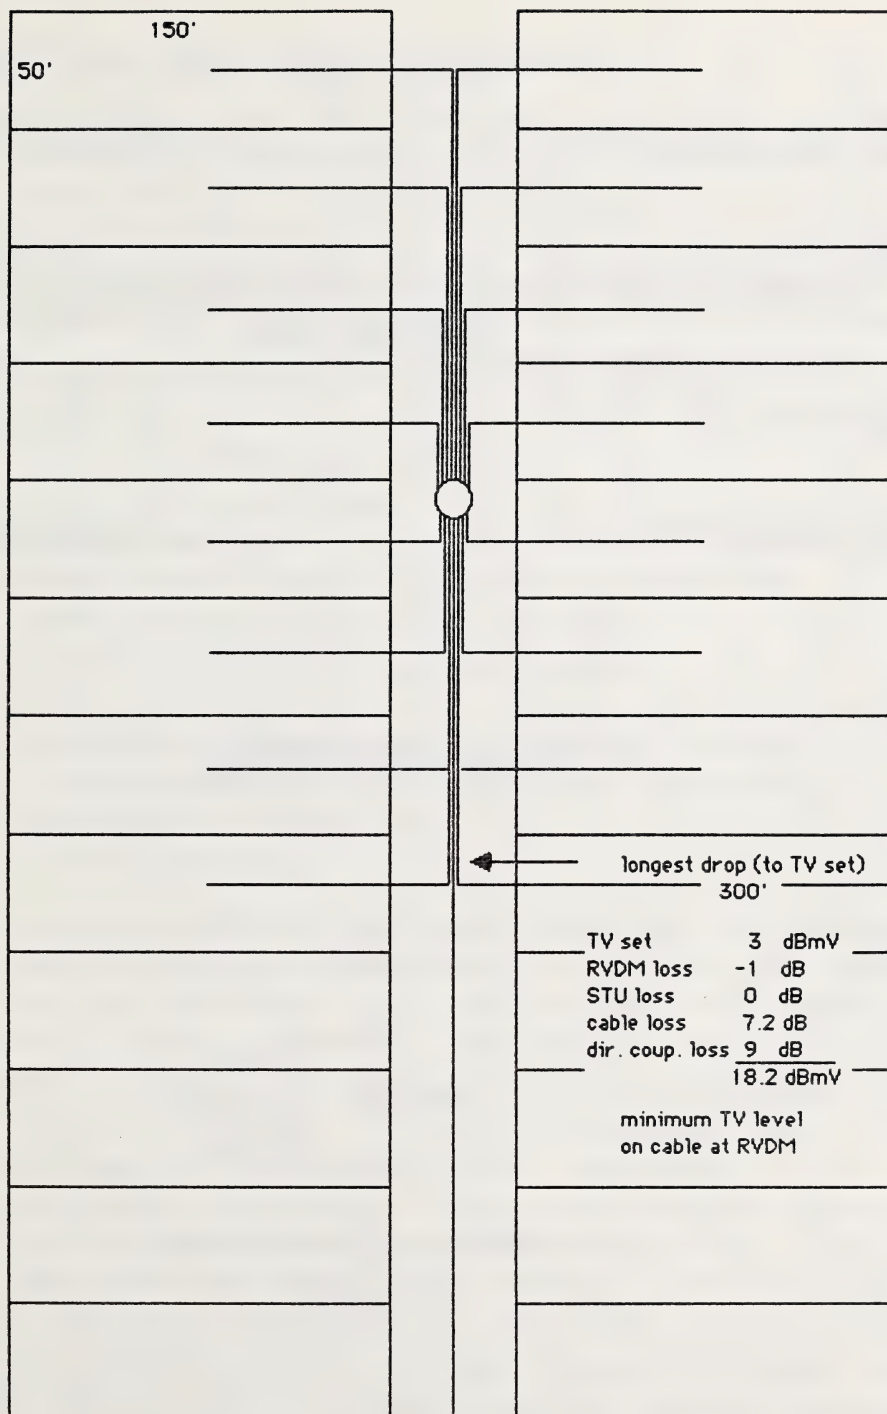 150'
50'
longest drop (to TV set)
300'
TV set 3 dBmV
RVDM loss -1 dB
STU loss 0 dB
cable loss 7.2 dB
dir. coup. loss 9 dB
18.2 dBmV
minimum TV level
on cable at RVDM